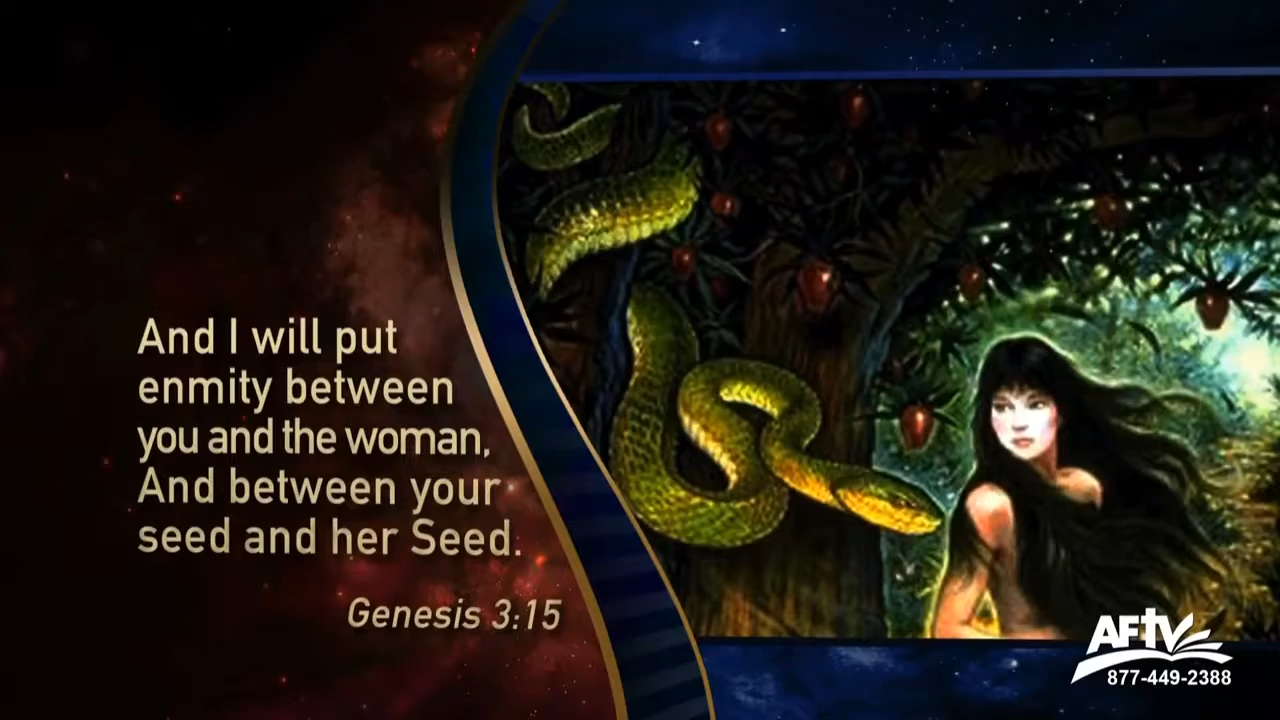 And I will put
enmity between
you and the woman,
And between your
seed and her Seed.
Genesis 3:15
AFtv
877-449-2388